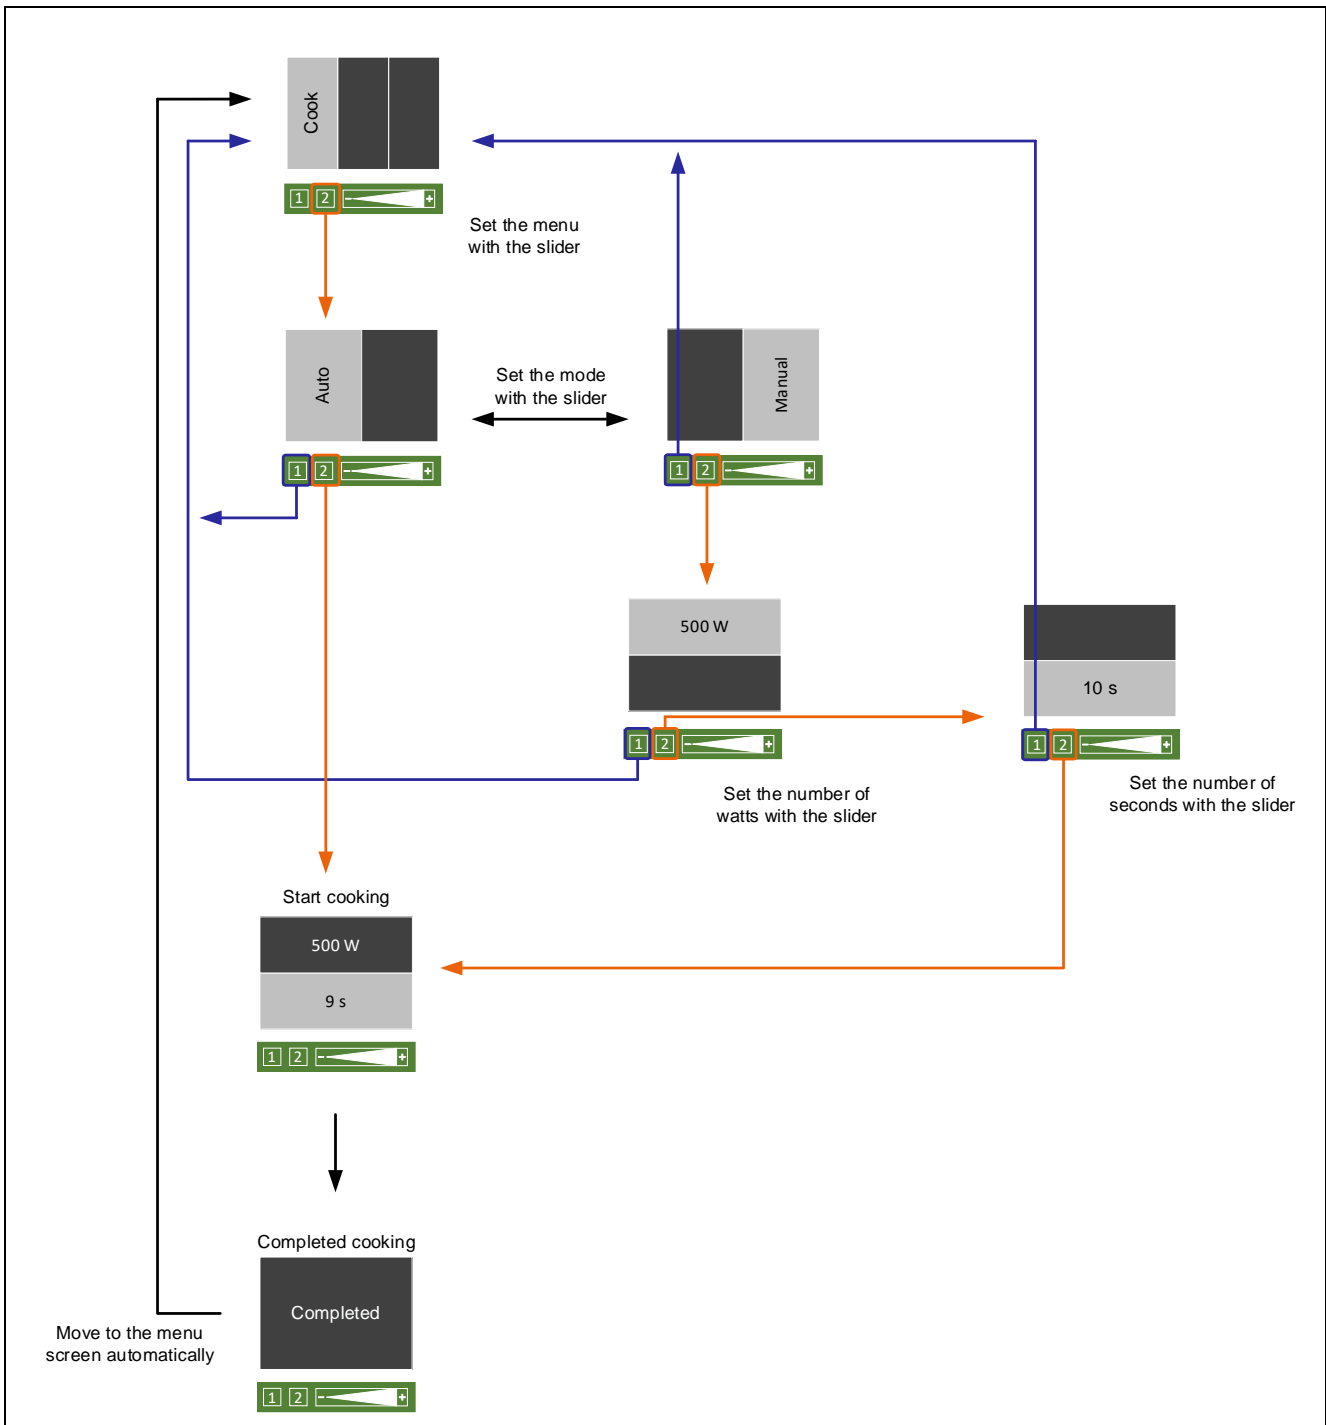 Cook
1 2 - +
Set the menu
with the slider
Auto
Set the mode
with the slider
Manual
1 2 - +
1 2 - +
500 W
10 s
1 2 - +
1 2 - +
Set the number of
watts with the slider
Set the number of
seconds with the slider
Start cooking
500 W
9 s
1 2 - +
Completed cooking
Completed
Move to the menu
screen automatically
1 2 - +